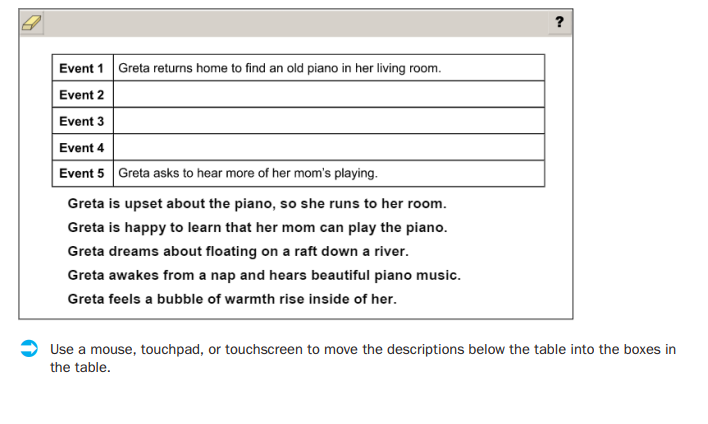 ?
Event 1 Greta returns home to find an old piano in her living room.
Event 2
Event 3
Event 4
Event 5 Greta asks to hear more of her mom's playing.
Greta is upset about the piano, so she runs to her room.
Greta is happy to learn that her mom can play the piano.
Greta dreams about floating on a raft down a river.
Greta awakes from a nap and hears beautiful piano music.
Greta feels a bubble of warmth rise inside of her.
Use a mouse, touchpad, or touchscreen to move the descriptions below the table into the boxes in
the table.